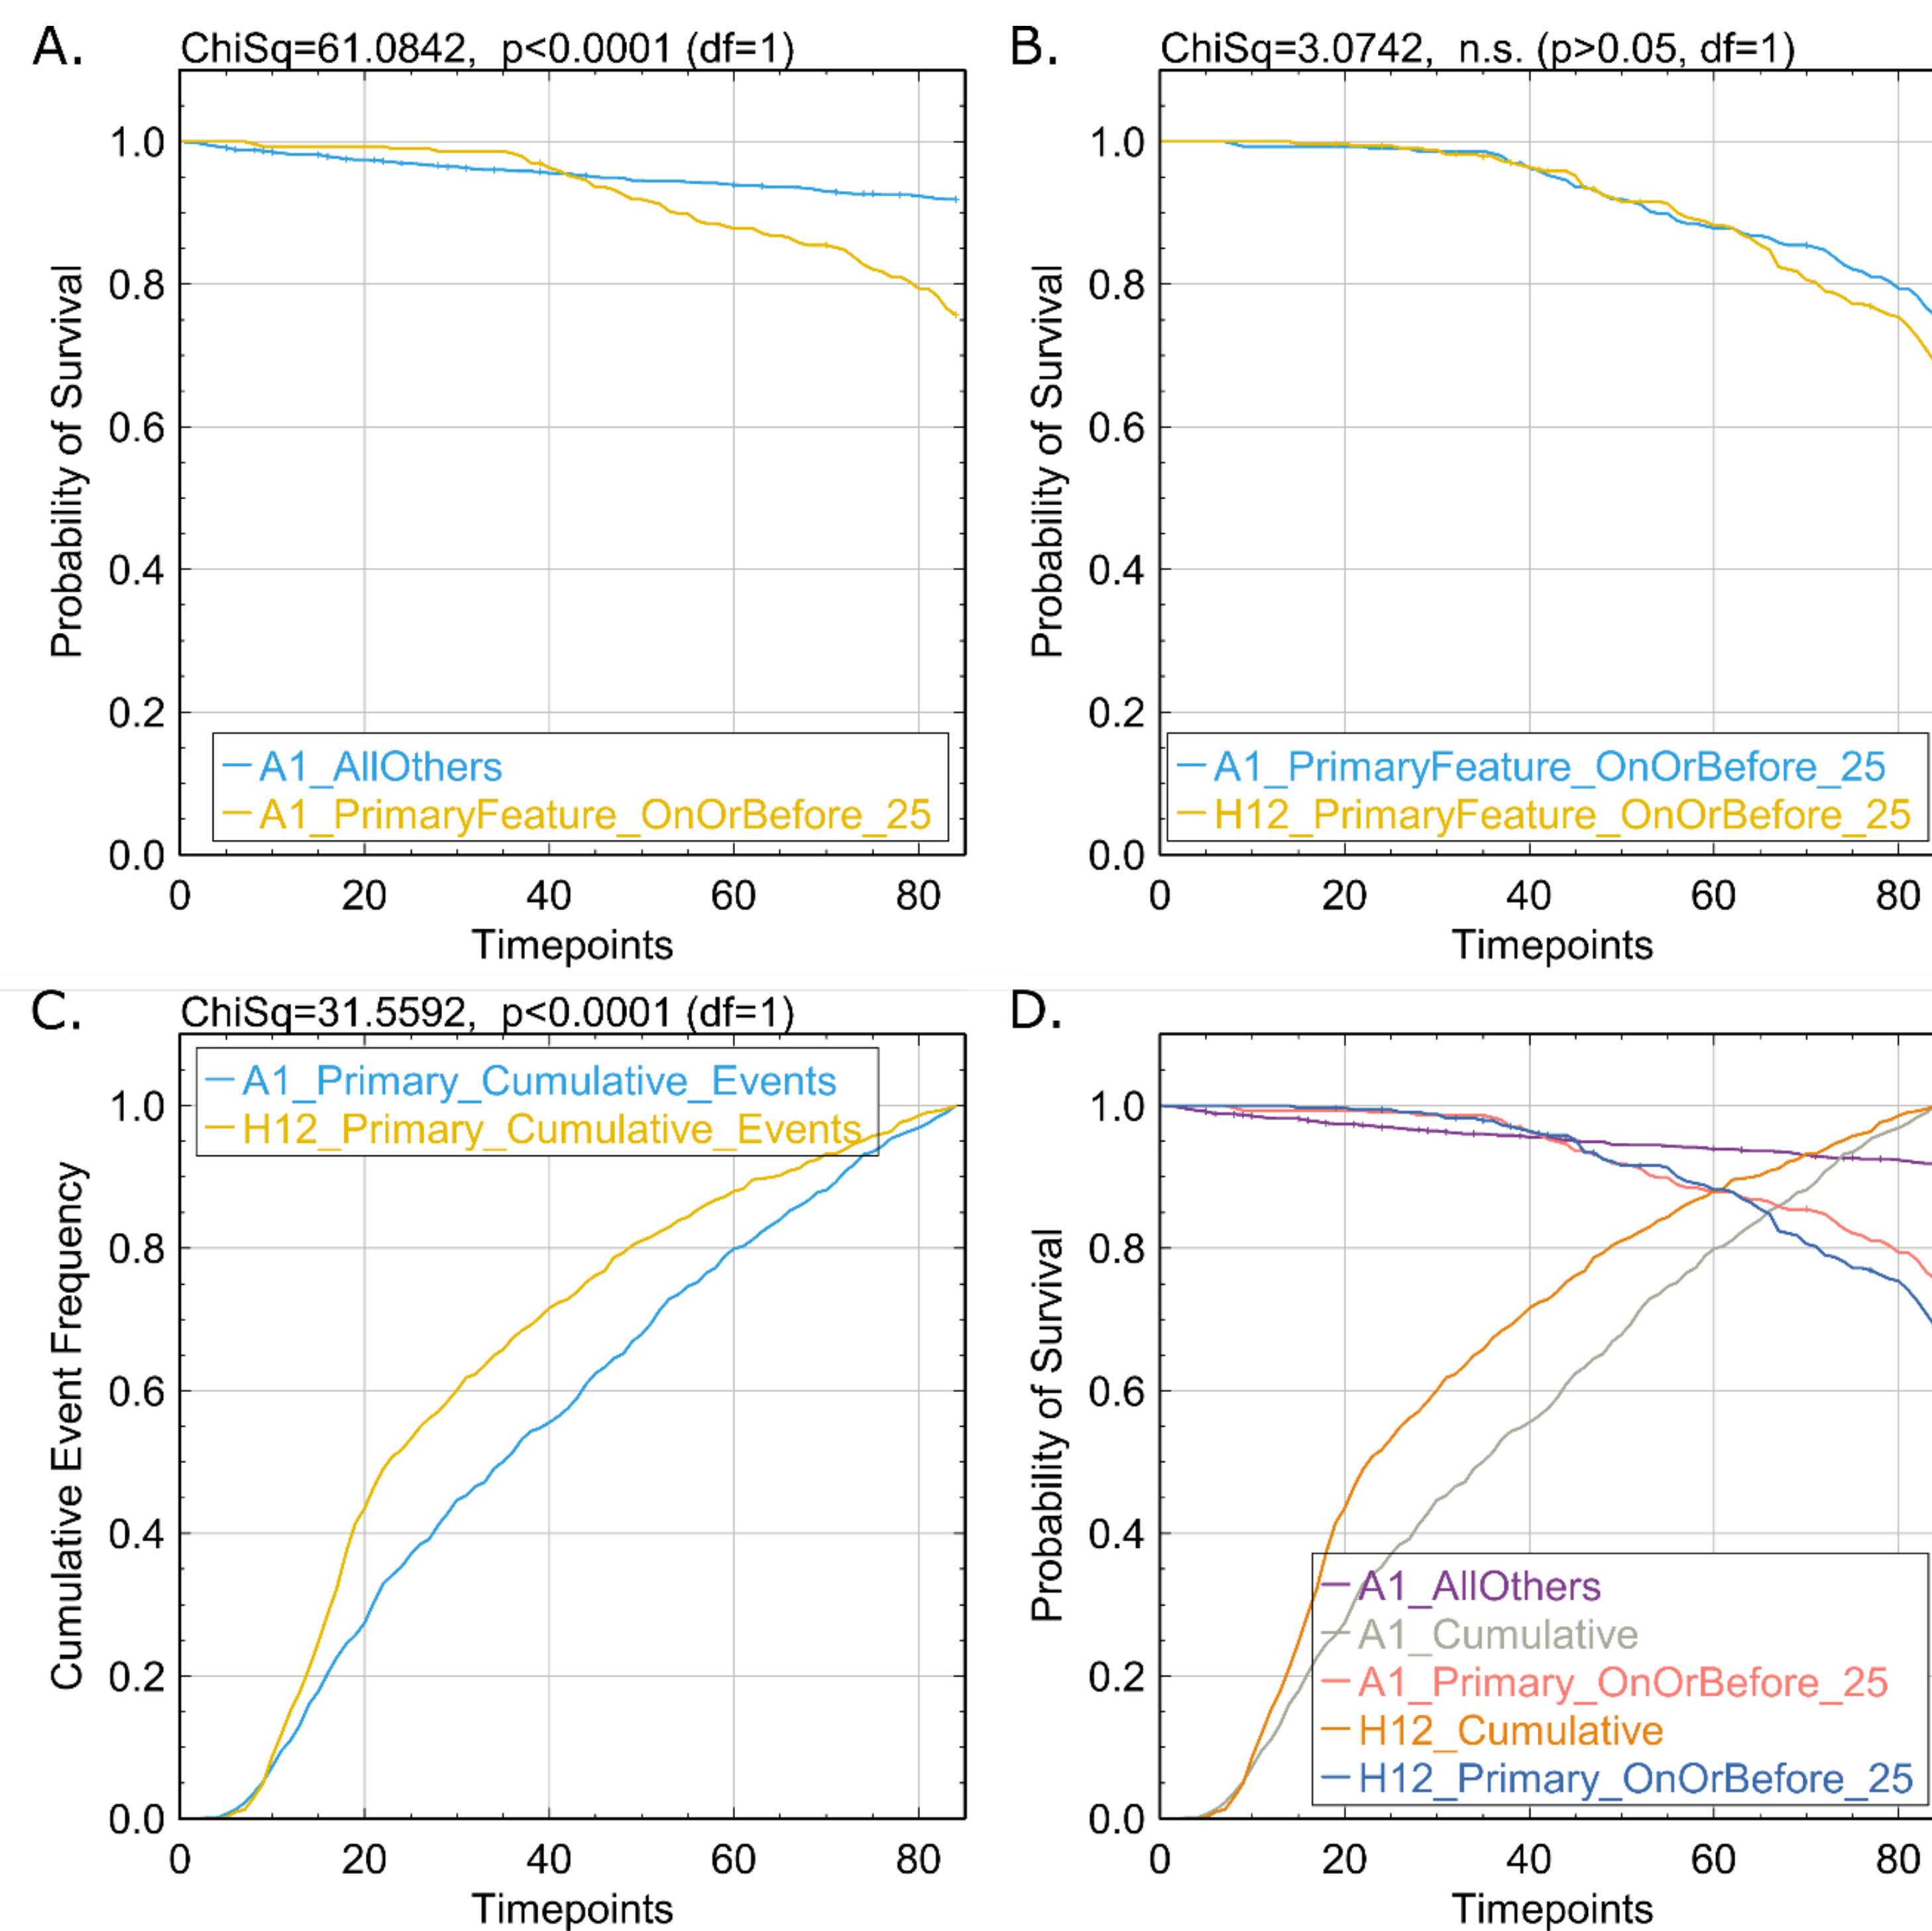 A.
ChiSq=61.0842, p<0.0001 (df=1)
Probability of Survival
1.0
0.8
0.6
0.4
0.2
0.0
A1_AllOthers
A1_PrimaryFeature_OnOrBefore_25
0 20 40 60 80
Timepoints
B.
ChiSq=3.0742, n.s. (p>0.05, df=1)
Probability of Survival
1.0
0.8
0.6
0.4
0.2
0.0
A1_PrimaryFeature_OnOrBefore_25
H12_PrimaryFeature_OnOrBefore_25
0 20 40 60 80
Timepoints
C.
ChiSq=31.5592, p<0.0001 (df=1)
Cumulative Event Frequency
A1_Primary_Cumulative_Events
H12_Primary_Cumulative_Events
1.0
0.8
0.6
0.4
0.2
0.0
0 20 40 60 80
Timepoints
D.
Probability of Survival
1.0
0.8
0.6
0.4
0.2
0.0
A1_AllOthers
A1_Cumulative
A1_Primary_OnOrBefore_25
H12_Cumulative
H12_Primary_OnOrBefore_25
0 20 40 60 80
Timepoints